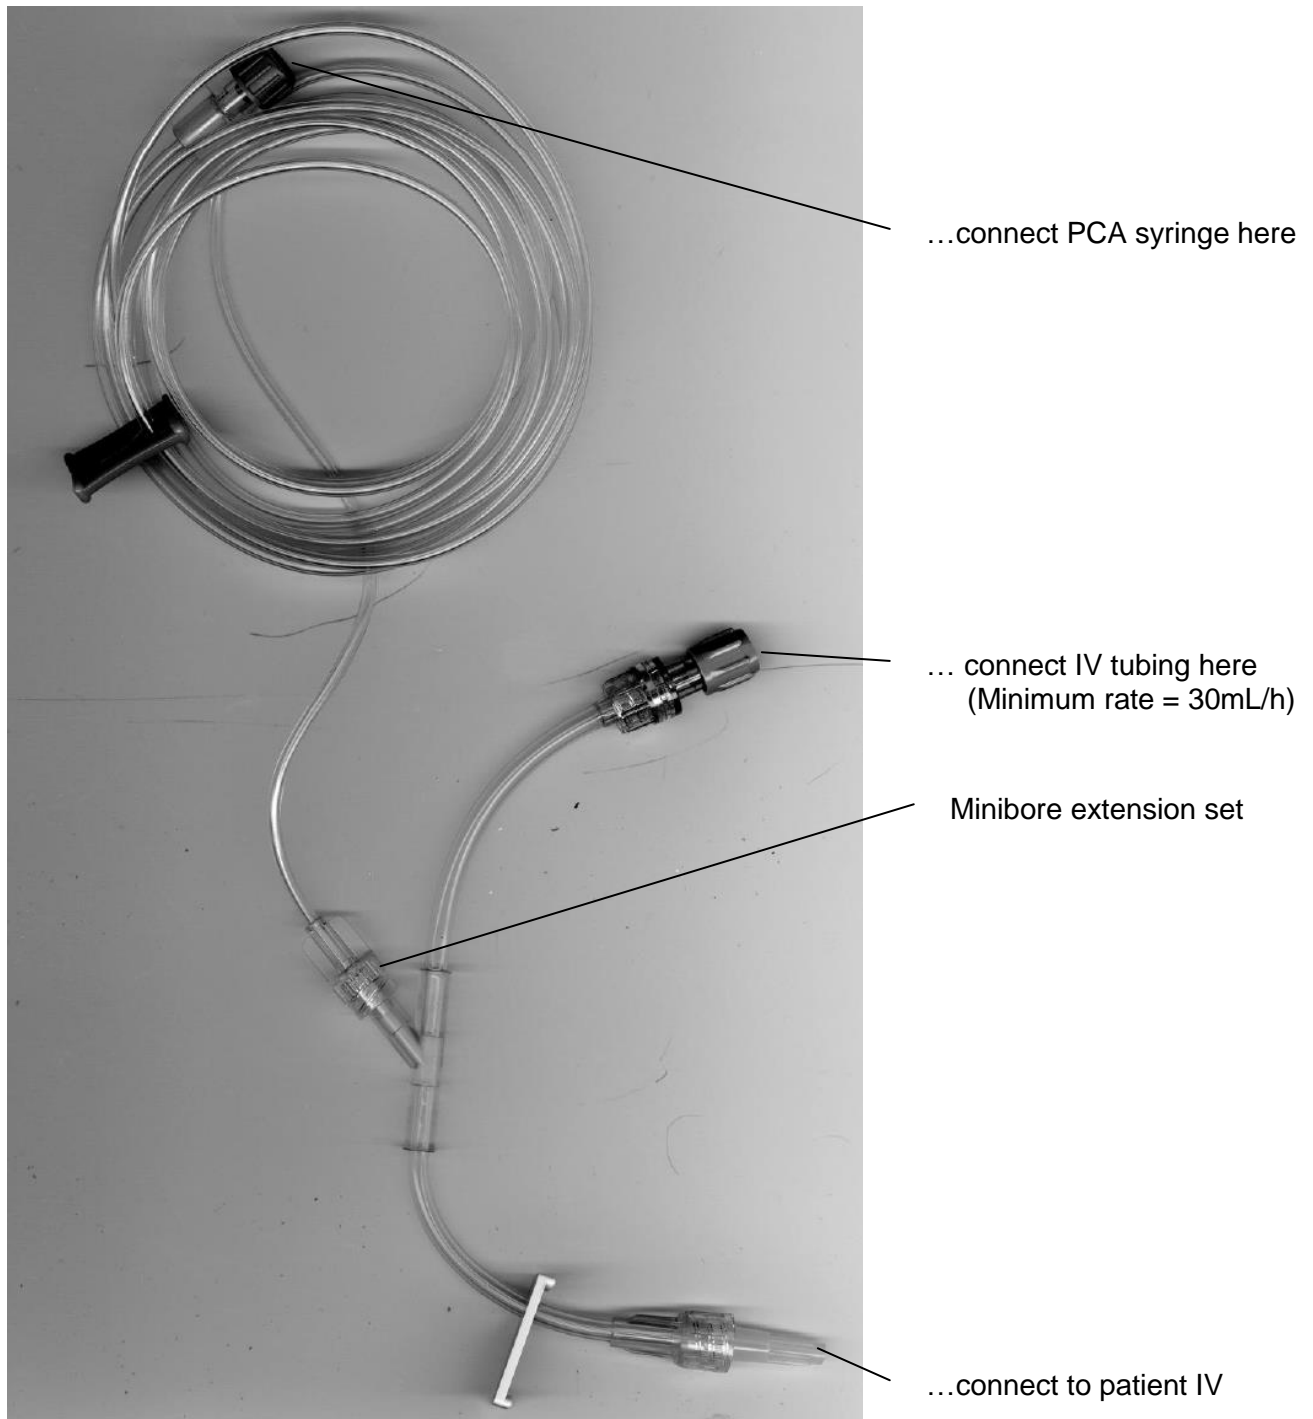 …connect PCA syringe here
… connect IV tubing here
(Minimum rate = 30mL/h)
Minibore extension set
…connect to patient IV